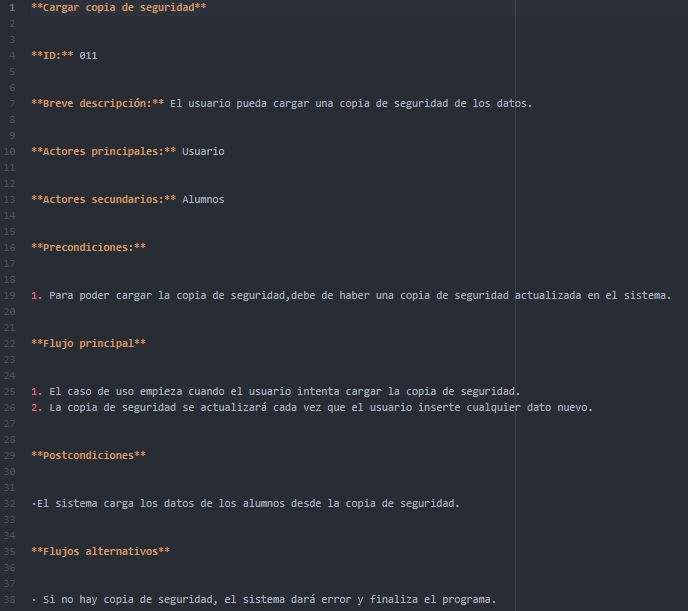 1 **Cargar copia de seguridad**
2
3
4 **ID:** 011
5
6
7 **Breve descripción:** El usuario pueda cargar una copia de seguridad de los datos.
8
9
10 **Actores principales:** Usuario
11
12
13 **Actores secundarios:** Alumnos
14
15
16 **Precondiciones:**
17
18
19 1. Para poder cargar la copia de seguridad,debe de haber una copia de seguridad actualizada en el sistema.
20
21
22 **Flujo principal**
23
24
25 1. El caso de uso empieza cuando el usuario intenta cargar la copia de seguridad.
26 2. La copia de seguridad se actualizará cada vez que el usuario inserte cualquier dato nuevo.
27
28
29 **Postcondiciones**
30
31
32 ·El sistema carga los datos de los alumnos desde la copia de seguridad.
33
34
35 **Flujos alternativos**
36
37
38 · Si no hay copia de seguridad, el sistema dará error y finaliza el programa.